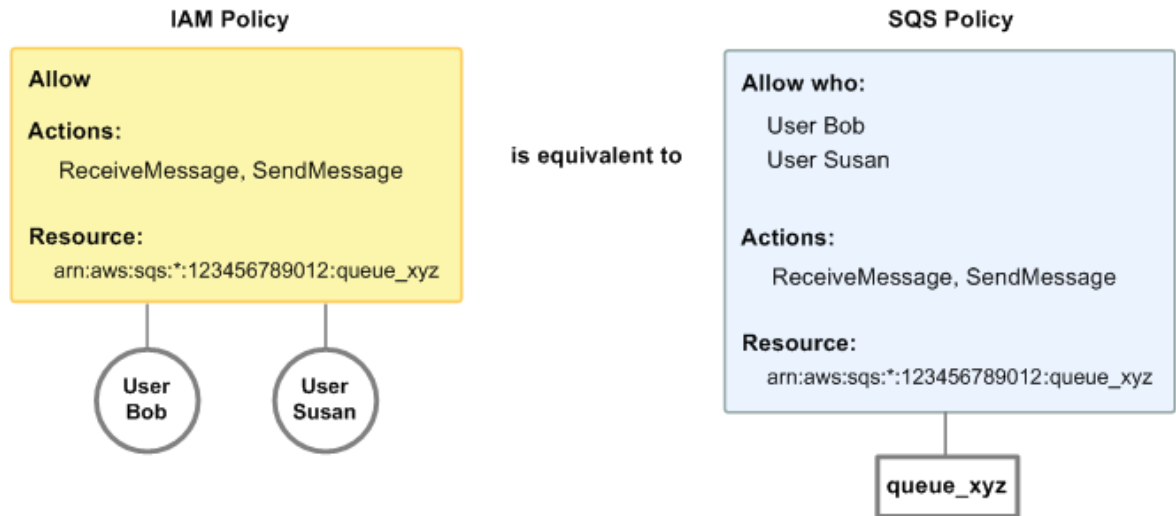 IAM Policy
Allow
Actions:
ReceiveMessage, SendMessage
Resource:
arn:aws:sqs:*:123456789012:queue_xyz
User
Bob
User
Susan
is equivalent to
SQS Policy
Allow who:
User Bob
User Susan
Actions:
ReceiveMessage, SendMessage
Resource:
arn:aws:sqs:*:123456789012:queue_xyz
queue_xyz